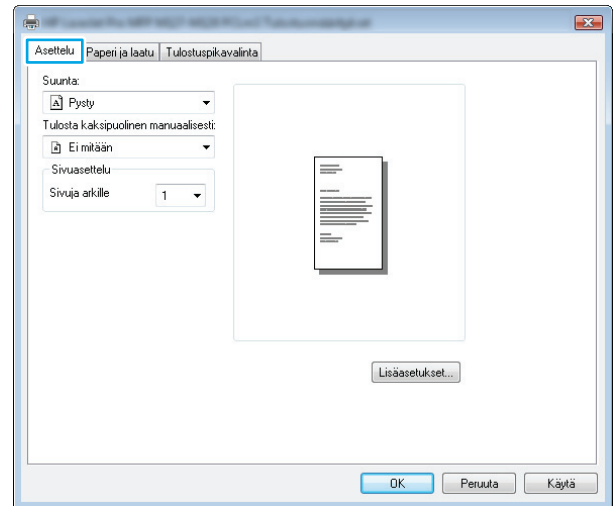 Asettelu Paperi ja laatu Tulostuspikavalinta
Suunta:
Pysty
Tulosta kaksipuolinen manuaalisesti:
Ei mitään
Sivuasettelu
Sivuja arkille 1
Lisäasetukset...
OK Peruuta Käytä